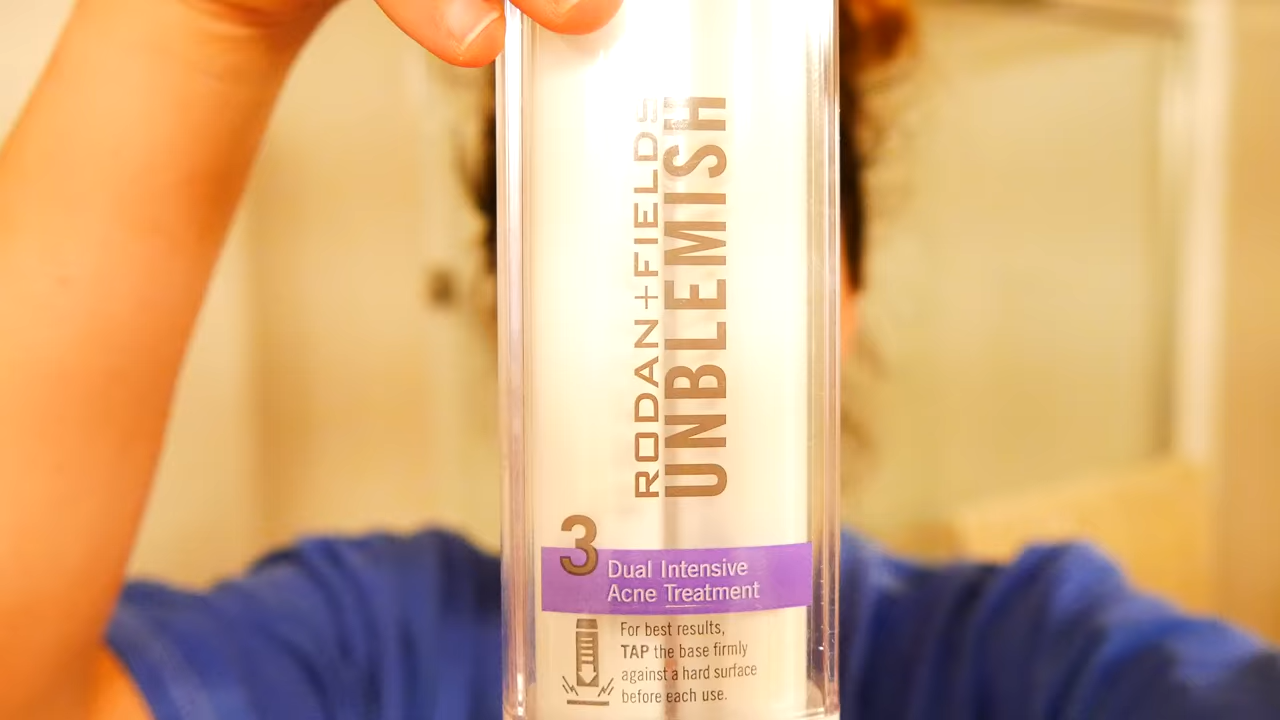 RODAN+FIELDS
UNBLEMISH
3
Dual Intensive
Acne Treatment
For best results,
TAP the base firmly
against a hard surface
before each use.